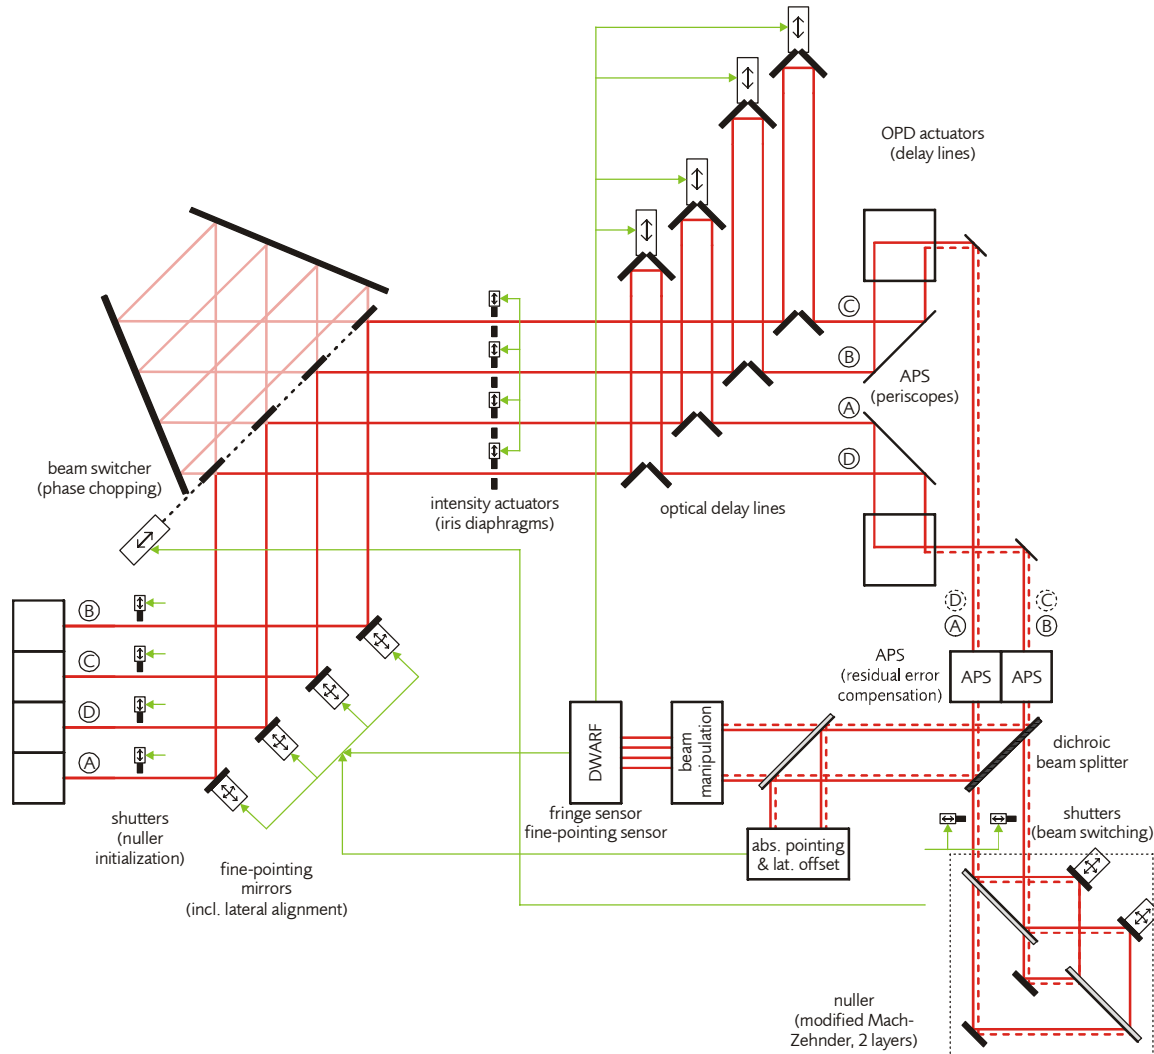 OPD actuators
(delay lines)
C
B
A
D
APS
(periscopes)
beam switcher
(phase chopping)
intensity actuators
(iris diaphragms)
optical delay lines
B
C
D
A
shutters
(nuller
initialization)
fine-pointing
mirrors
(incl. lateral alignment)
D
A
C
B
APS
(residual error
compensation)
APS
APS
DWARF
fringe sensor
fine-pointing sensor
beam
manipulation
abs. pointing
& lat. offset
dichroic
beam splitter
shutters
(beam switching)
nuller
(modified Mach-
Zehnder, 2 layers)